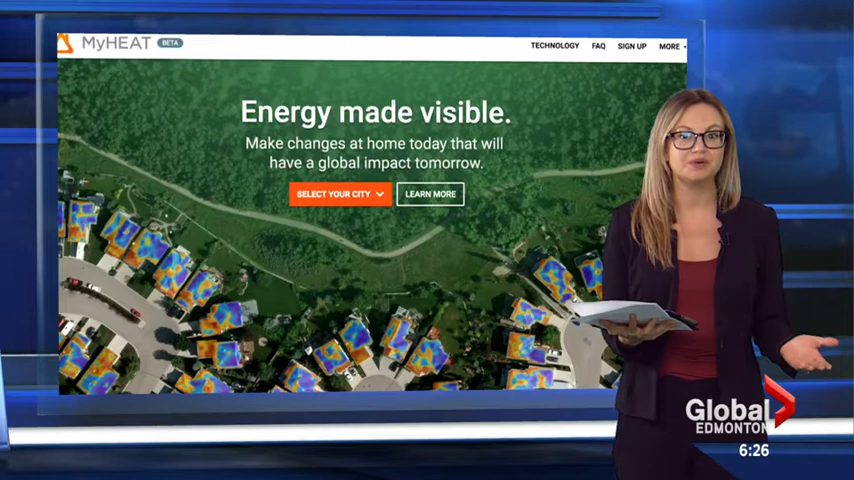 MyHEAT BETA
TECHNOLOGY FAQ SIGN UP MORE
Energy made visible.
Make changes at home today that will
have a global impact tomorrow.
SELECT YOUR CITY LEARN MORE
Global
EDMONTON
6:26